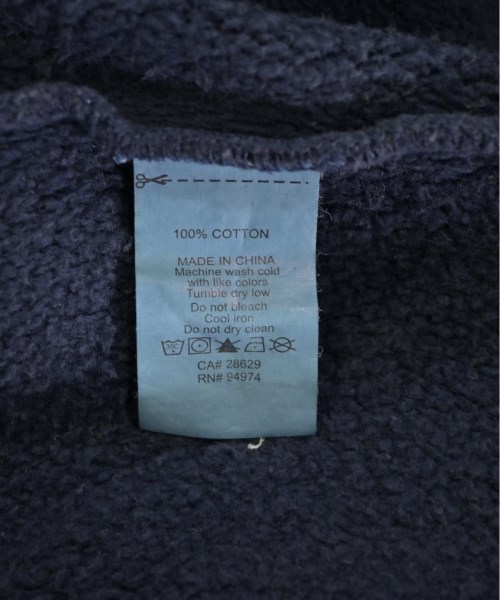 100% COTTON
MADE IN CHINA
Machine wash cold
with like colors
Tumble dry low
Do not bleach
Cool iron
Do not dry clean
30C
CA# 28629
RN# 94974